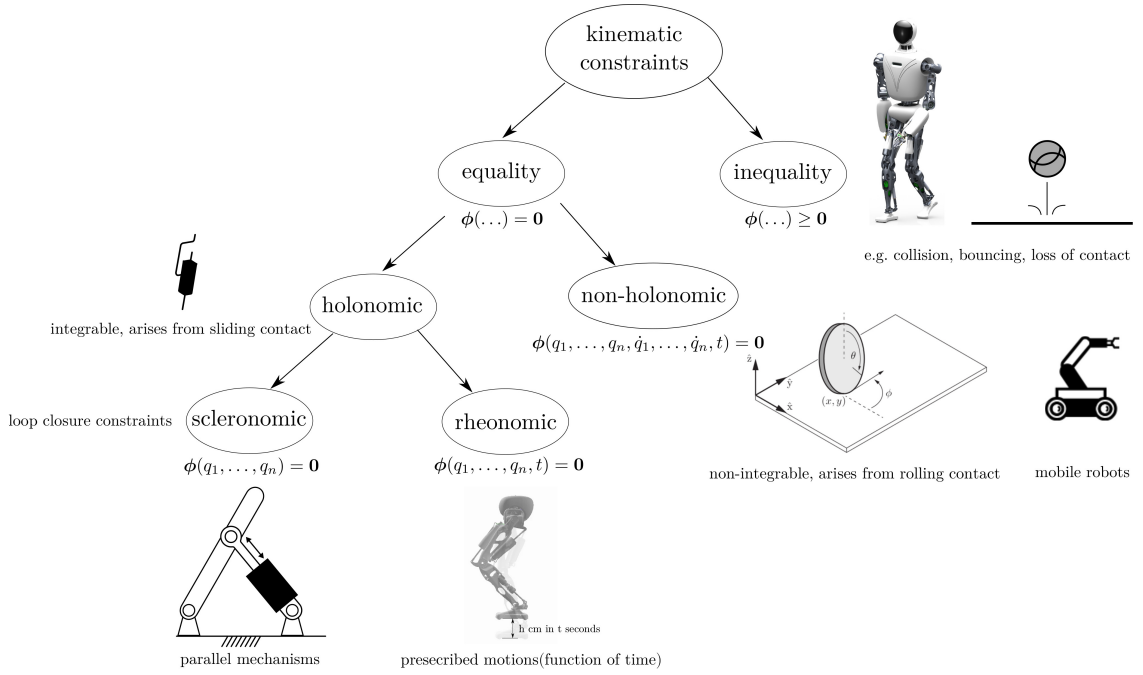 kinematic
constraints
equality
inequality
ϕ(...) = 0
ϕ(...) ≥ 0
e.g. collision, bouncing, loss of contact
holonomic
non-holonomic
integrable, arises from sliding contact
ϕ(q₁, ..., qₙ, q̇₁, ..., q̇ₙ, t) = 0
ẑ
ŷ
x̂
θ
ϕ
(x, y)
loop closure constraints
scleronomic
rheonomic
ϕ(q₁, ..., qₙ) = 0
ϕ(q₁, ..., qₙ, t) = 0
non-integrable, arises from rolling contact
mobile robots
h cm in t seconds
parallel mechanisms
presecribed motions(function of time)